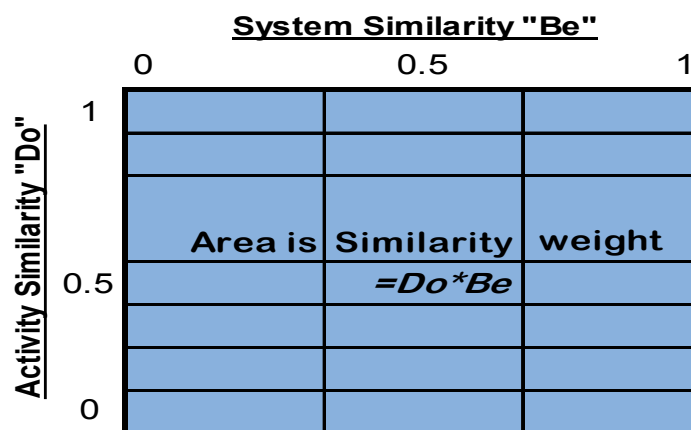 System Similarity "Be"
0 0.5 1
Activity Similarity "Do"
1
Area is Similarity weight
0.5 =Do*Be
0